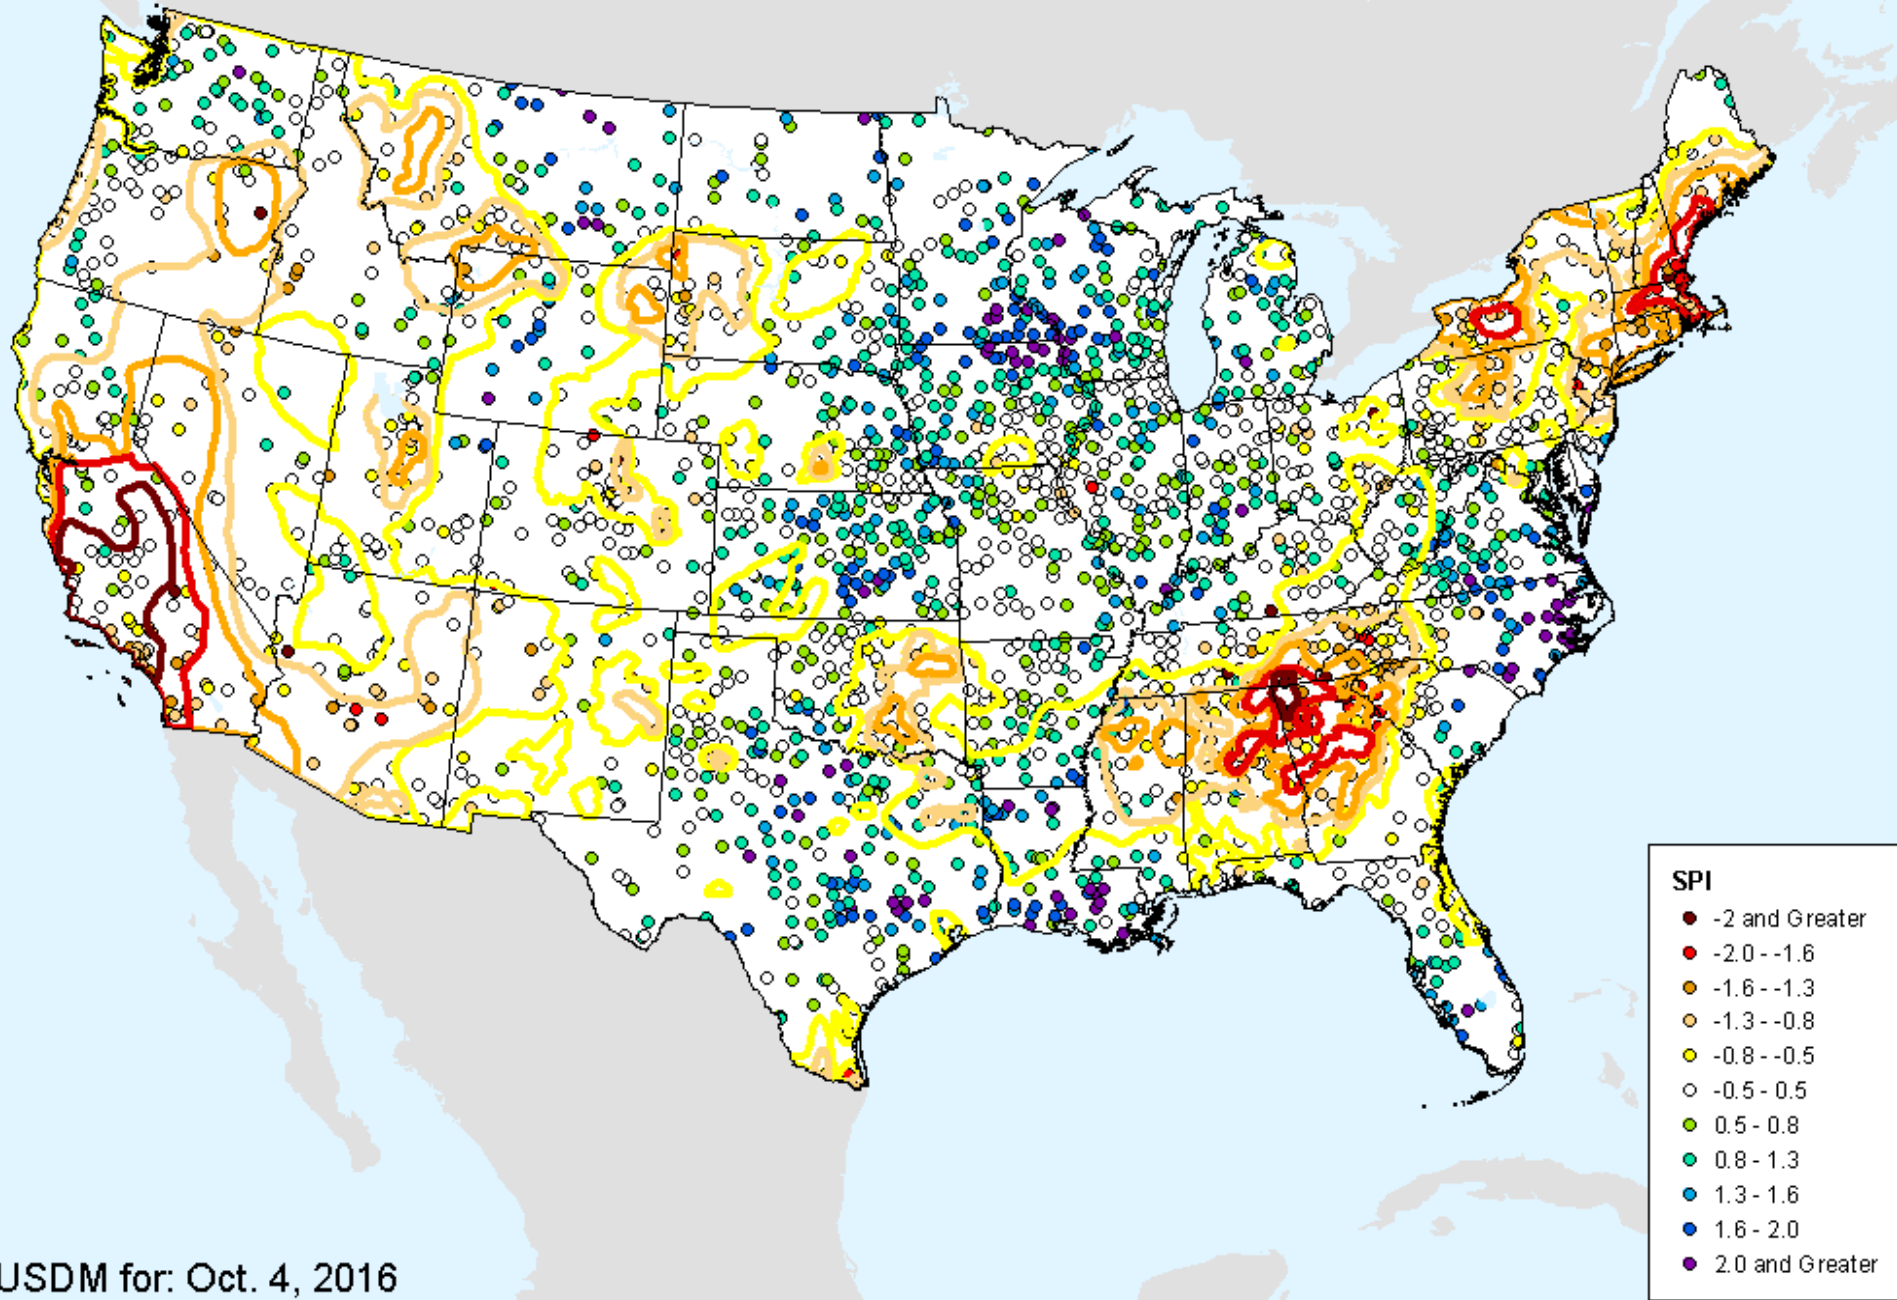 SPI
-2 and Greater
-2.0 - -1.6
-1.6 - -1.3
-1.3 - -0.8
-0.8 - -0.5
-0.5 - 0.5
0.5 - 0.8
0.8 - 1.3
1.3 - 1.6
1.6 - 2.0
2.0 and Greater
USDM for: Oct. 4, 2016